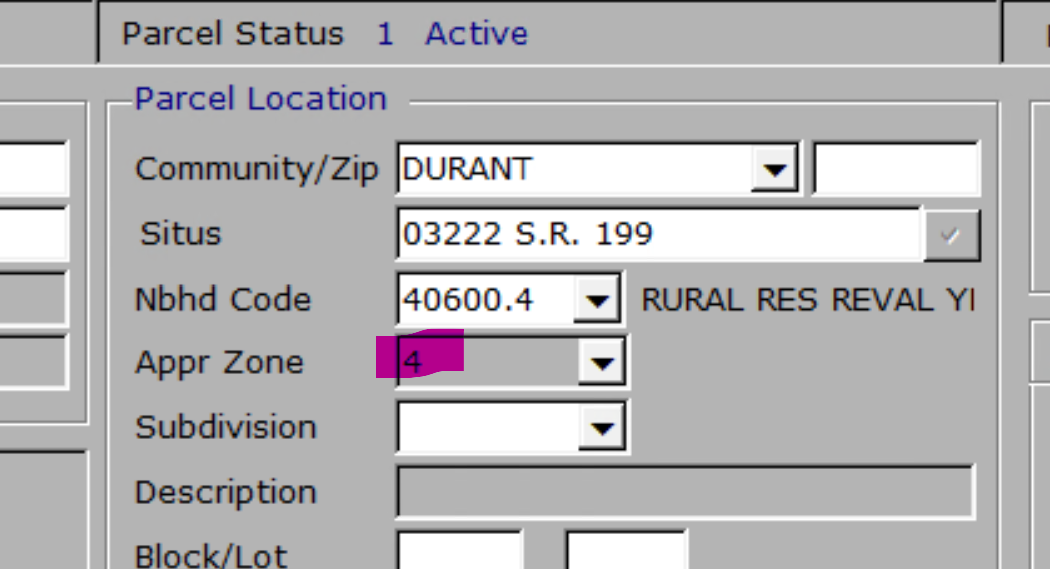 Parcel Status 1 Active
Parcel Location
Community/Zip DURANT
Situs 03222 S.R. 199
Nbhd Code 40600.4 RURAL RES REVAL
Appr Zone 4
Subdivision
Description
Block/Lot